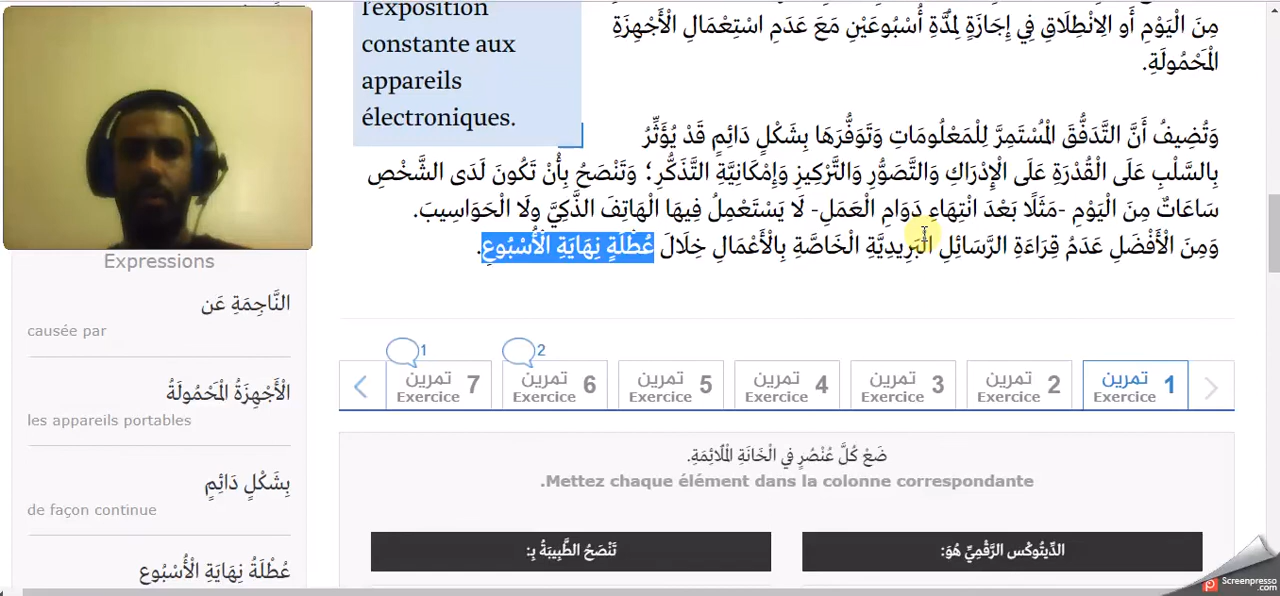 l'exposition
constante aux
appareils
électroniques.
مِنَ الْيَوْمِ أَو الِانْطِلَاقِ فِي إِجَازَةٍ لِمُدَّةِ أُسْبُوعَيْنِ مَعَ عَدَمِ اسْتِعْمَالِ الْأَجْهِزَةِ
الْمَحْمُولَةِ.
وَتُضِيفُ أَنَّ التَّدَفُّقَ الْمُسْتَمِرَّ لِلْمَعْلُومَاتِ وَتَوَفُّرَهَا بِشَكْلٍ دَائِمٍ قَدْ يُؤَثِّرُ
بِالسَّلْبِ عَلَى الْقُدْرَةِ عَلَى الْإِدْرَاكِ وَالتَّصَوُّرِ وَالتَّرْكِيزِ وَإِمْكَانِيَّةِ التَّذَكُّرِ؛ وَتَنْصَحُ بِأَنْ تَكُونَ لَدَى الشَّخْصِ
سَاعَاتٌ مِنَ الْيَوْمِ -مَثَلًا بَعْدَ انْتِهَاءِ دَوَامِ الْعَمَلِ- لَا يَسْتَعْمِلُ فِيهَا الْهَاتِفَ الذَّكِيَّ ولَا الْحَوَاسِيبَ.
وَمِنَ الْأَفْضَلِ عَدَمُ قِرَاءَةِ الرَّسَائِلِ الْبَرِيدِيَّةِ الْخَاصَّةِ بِالْأَعْمَالِ خِلَالَ عُطْلَةٍ نِهَايَةِ الْأُسْبُوعِ.
Expressions
النَّاجِمَةِ عَن
causée par
الْأَجْهِزَةُ الْمَحْمُولَةُ
les appareils portables
بِشَكْلٍ دَائِمٍ
de façon continue
عُطْلَةُ نِهَايَةِ الْأُسْبُوع
1
2
تمرين 1
Exercice
تمرين 2
Exercice
تمرين 3
Exercice
تمرين 4
Exercice
تمرين 5
Exercice
تمرين 6
Exercice
تمرين 7
Exercice
ضَعْ كُلَّ عُنْصُرٍ في الْخَانَةِ الْمُلَائِمَةِ.
.Mettez chaque élément dans la colonne correspondante
الدِّيتُوكْس الرَّقْمِيِّ هُوَ:
تَنْصَحُ الطَّبِيبَةُ بِـ:
Screenpresso
.com